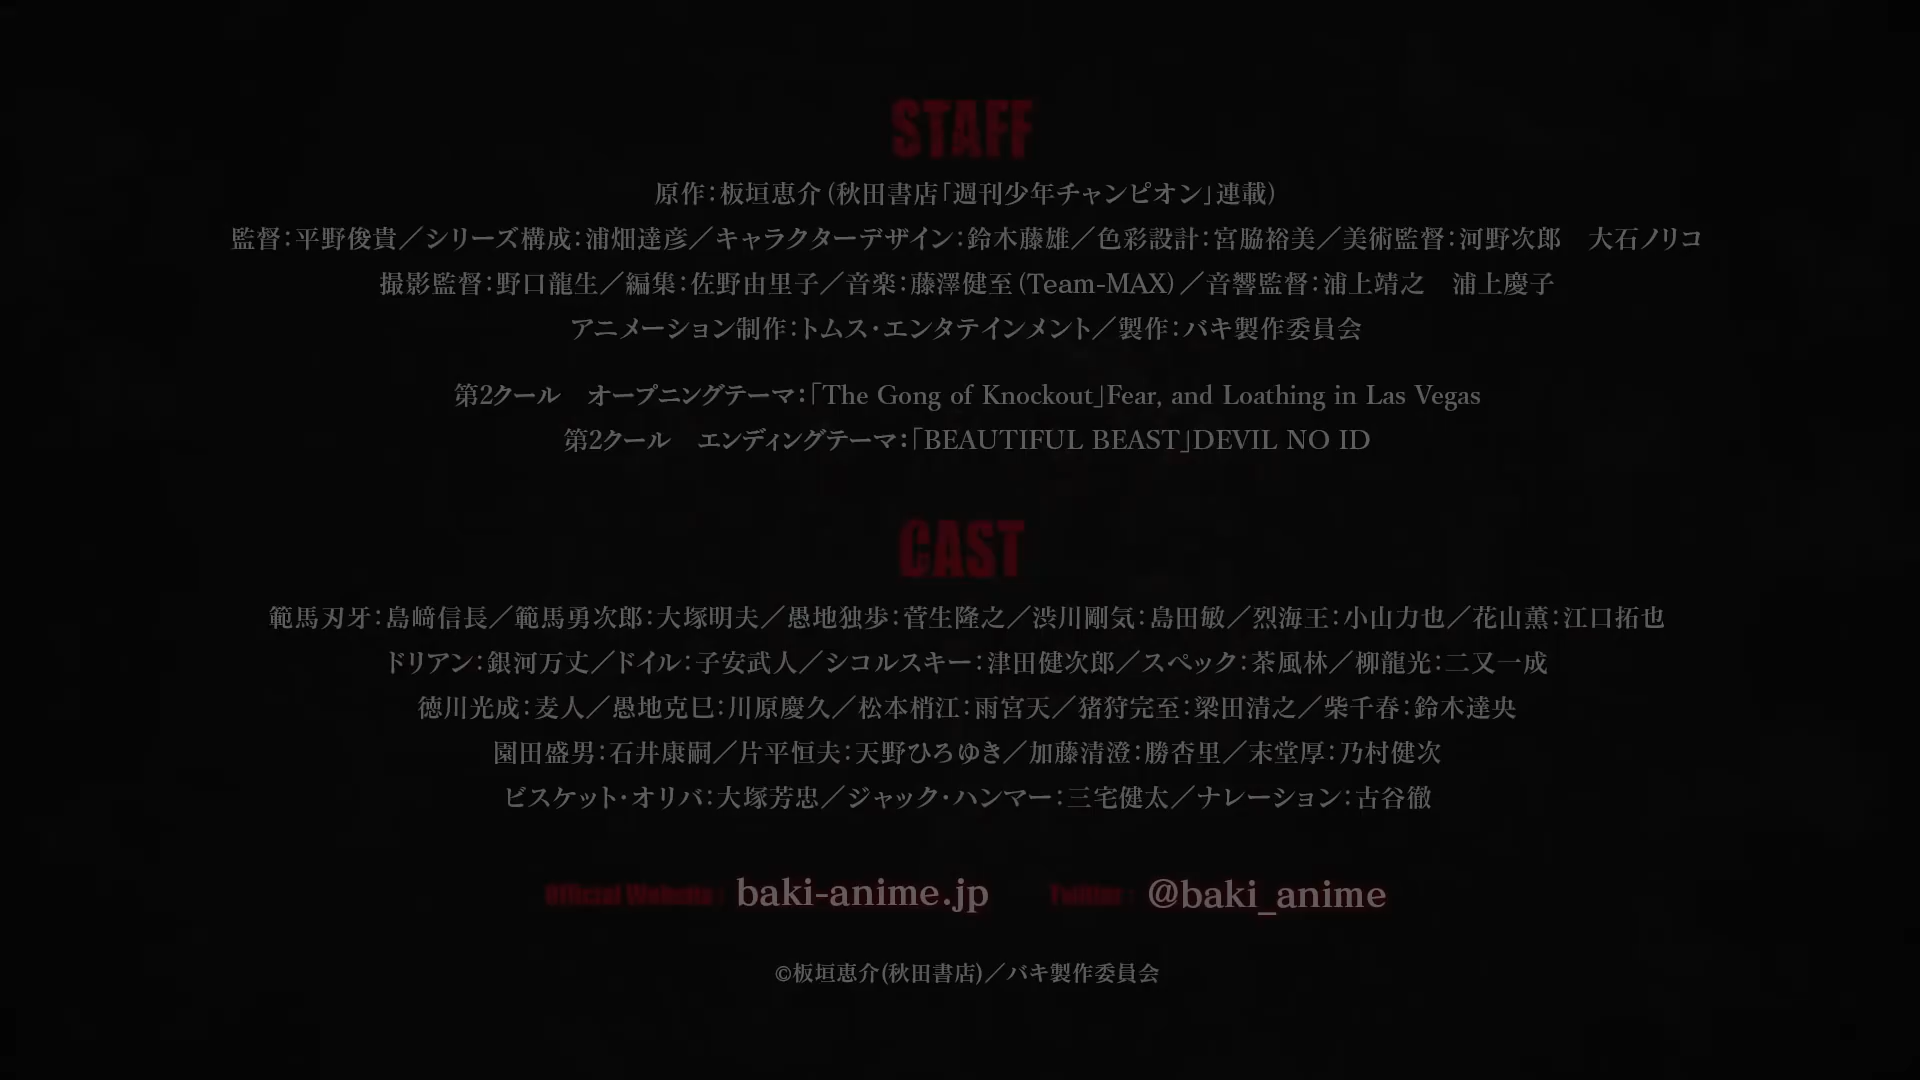 STAFF
原作：板垣恵介（秋田書店「週刊少年チャンピオン」連載）
監督：平野俊貴／シリーズ構成：浦畑達彦／キャラクターデザイン：鈴木藤雄／色彩設計：宮脇裕美／美術監督：河野次郎　大石ノリコ
撮影監督：野口龍生／編集：佐野由里子／音楽：藤澤健至（Team-MAX）／音響監督：浦上靖之　浦上慶子
アニメーション制作：トムス・エンタテインメント／製作：バキ製作委員会
第2クール　オープニングテーマ：「The Gong of Knockout」Fear, and Loathing in Las Vegas
第2クール　エンディングテーマ：「BEAUTIFUL BEAST」DEVIL NO ID
CAST
範馬刃牙：島﨑信長／範馬勇次郎：大塚明夫／愚地独歩：菅生隆之／渋川剛気：島田敏／烈海王：小山力也／花山薫：江口拓也
ドリアン：銀河万丈／ドイル：子安武人／シコルスキー：津田健次郎／スペック：茶風林／柳龍光：二又一成
徳川光成：麦人／愚地克巳：川原慶久／松本梢江：雨宮天／猪狩完至：梁田清之／柴千春：鈴木達央
園田盛男：石井康嗣／片平恒夫：天野ひろゆき／加藤清澄：勝杏里／末堂厚：乃村健次
ビスケット・オリバ：大塚芳忠／ジャック・ハンマー：三宅健太／ナレーション：古谷徹
Official Website : baki-anime.jp Twitter : @baki_anime
©板垣恵介(秋田書店)／バキ製作委員会